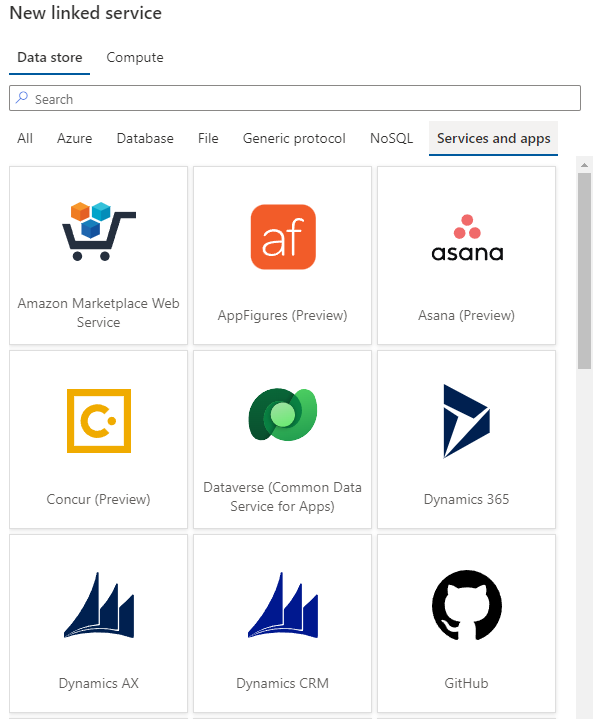 New linked service
Data store Compute
Search
All Azure Database File Generic protocol NoSQL Services and apps
af
asana
Amazon Marketplace Web
Service
AppFigures (Preview)
Asana (Preview)
C
Concur (Preview)
Dataverse (Common Data
Service for Apps)
Dynamics 365
Dynamics AX
Dynamics CRM
GitHub